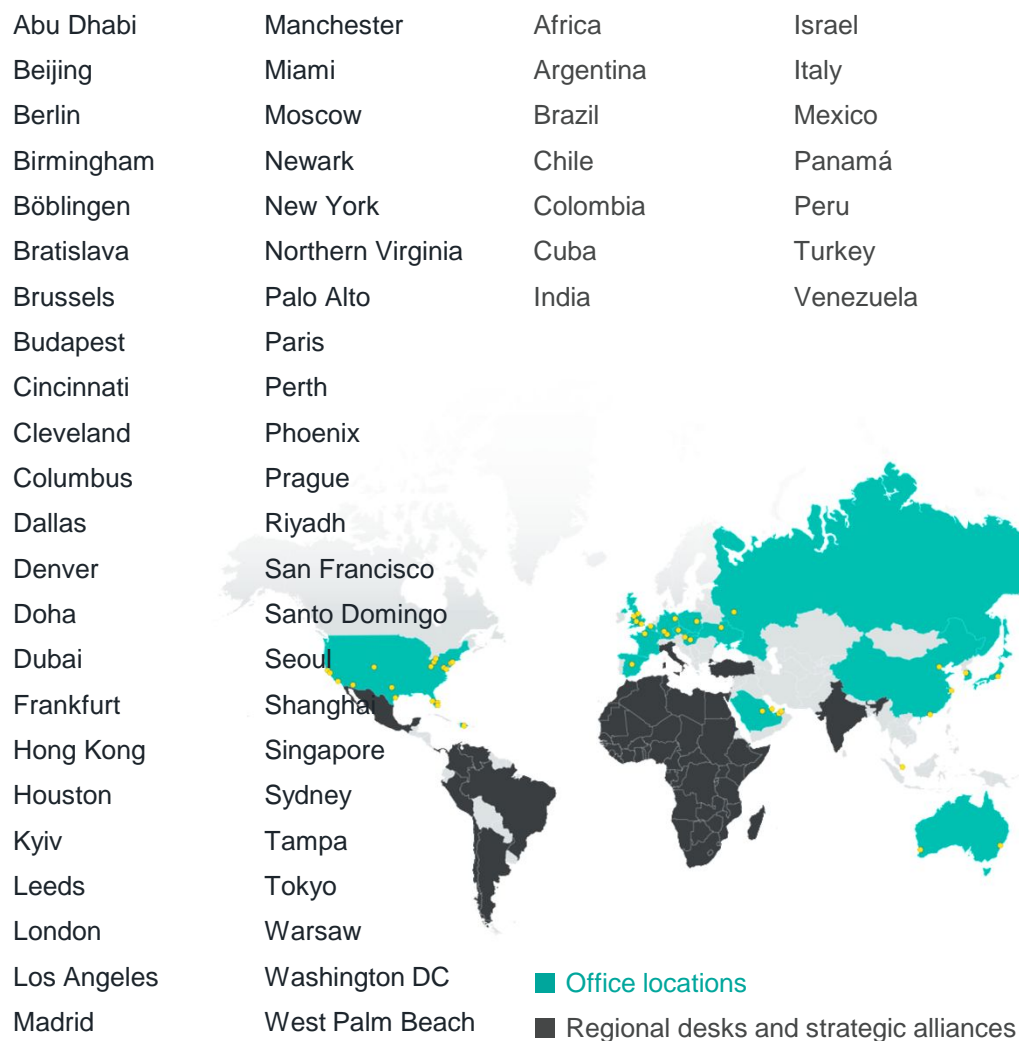 Abu Dhabi
Beijing
Berlin
Birmingham
Böblingen
Bratislava
Brussels
Budapest
Cincinnati
Cleveland
Columbus
Dallas
Denver
Doha
Dubai
Frankfurt
Hong Kong
Houston
Kyiv
Leeds
London
Los Angeles
Madrid
Manchester
Miami
Moscow
Newark
New York
Northern Virginia
Palo Alto
Paris
Perth
Phoenix
Prague
Riyadh
San Francisco
Santo Domingo
Seoul
Shanghai
Singapore
Sydney
Tampa
Tokyo
Warsaw
Washington DC
West Palm Beach
Africa
Argentina
Brazil
Chile
Colombia
Cuba
India
Israel
Italy
Mexico
Panamá
Peru
Turkey
Venezuela
Office locations
Regional desks and strategic alliances